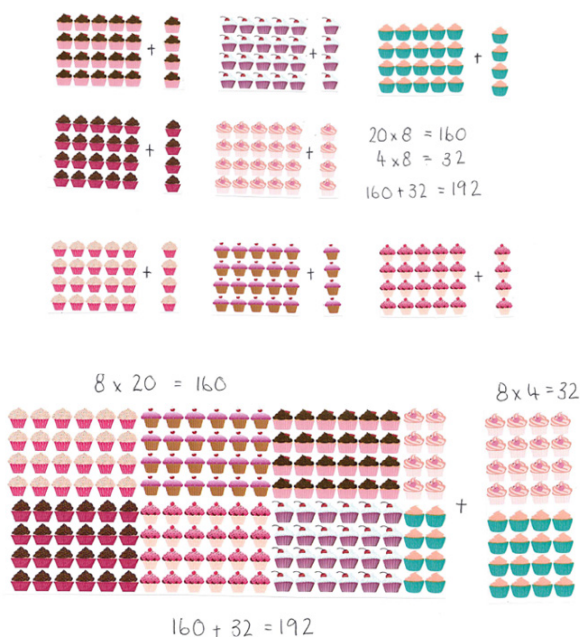 +
+
+
+
+
20 x 8 = 160
4 x 8 = 32
160 + 32 = 192
+
+
+
8 x 20 = 160
8 x 4 = 32
+
160 + 32 = 192